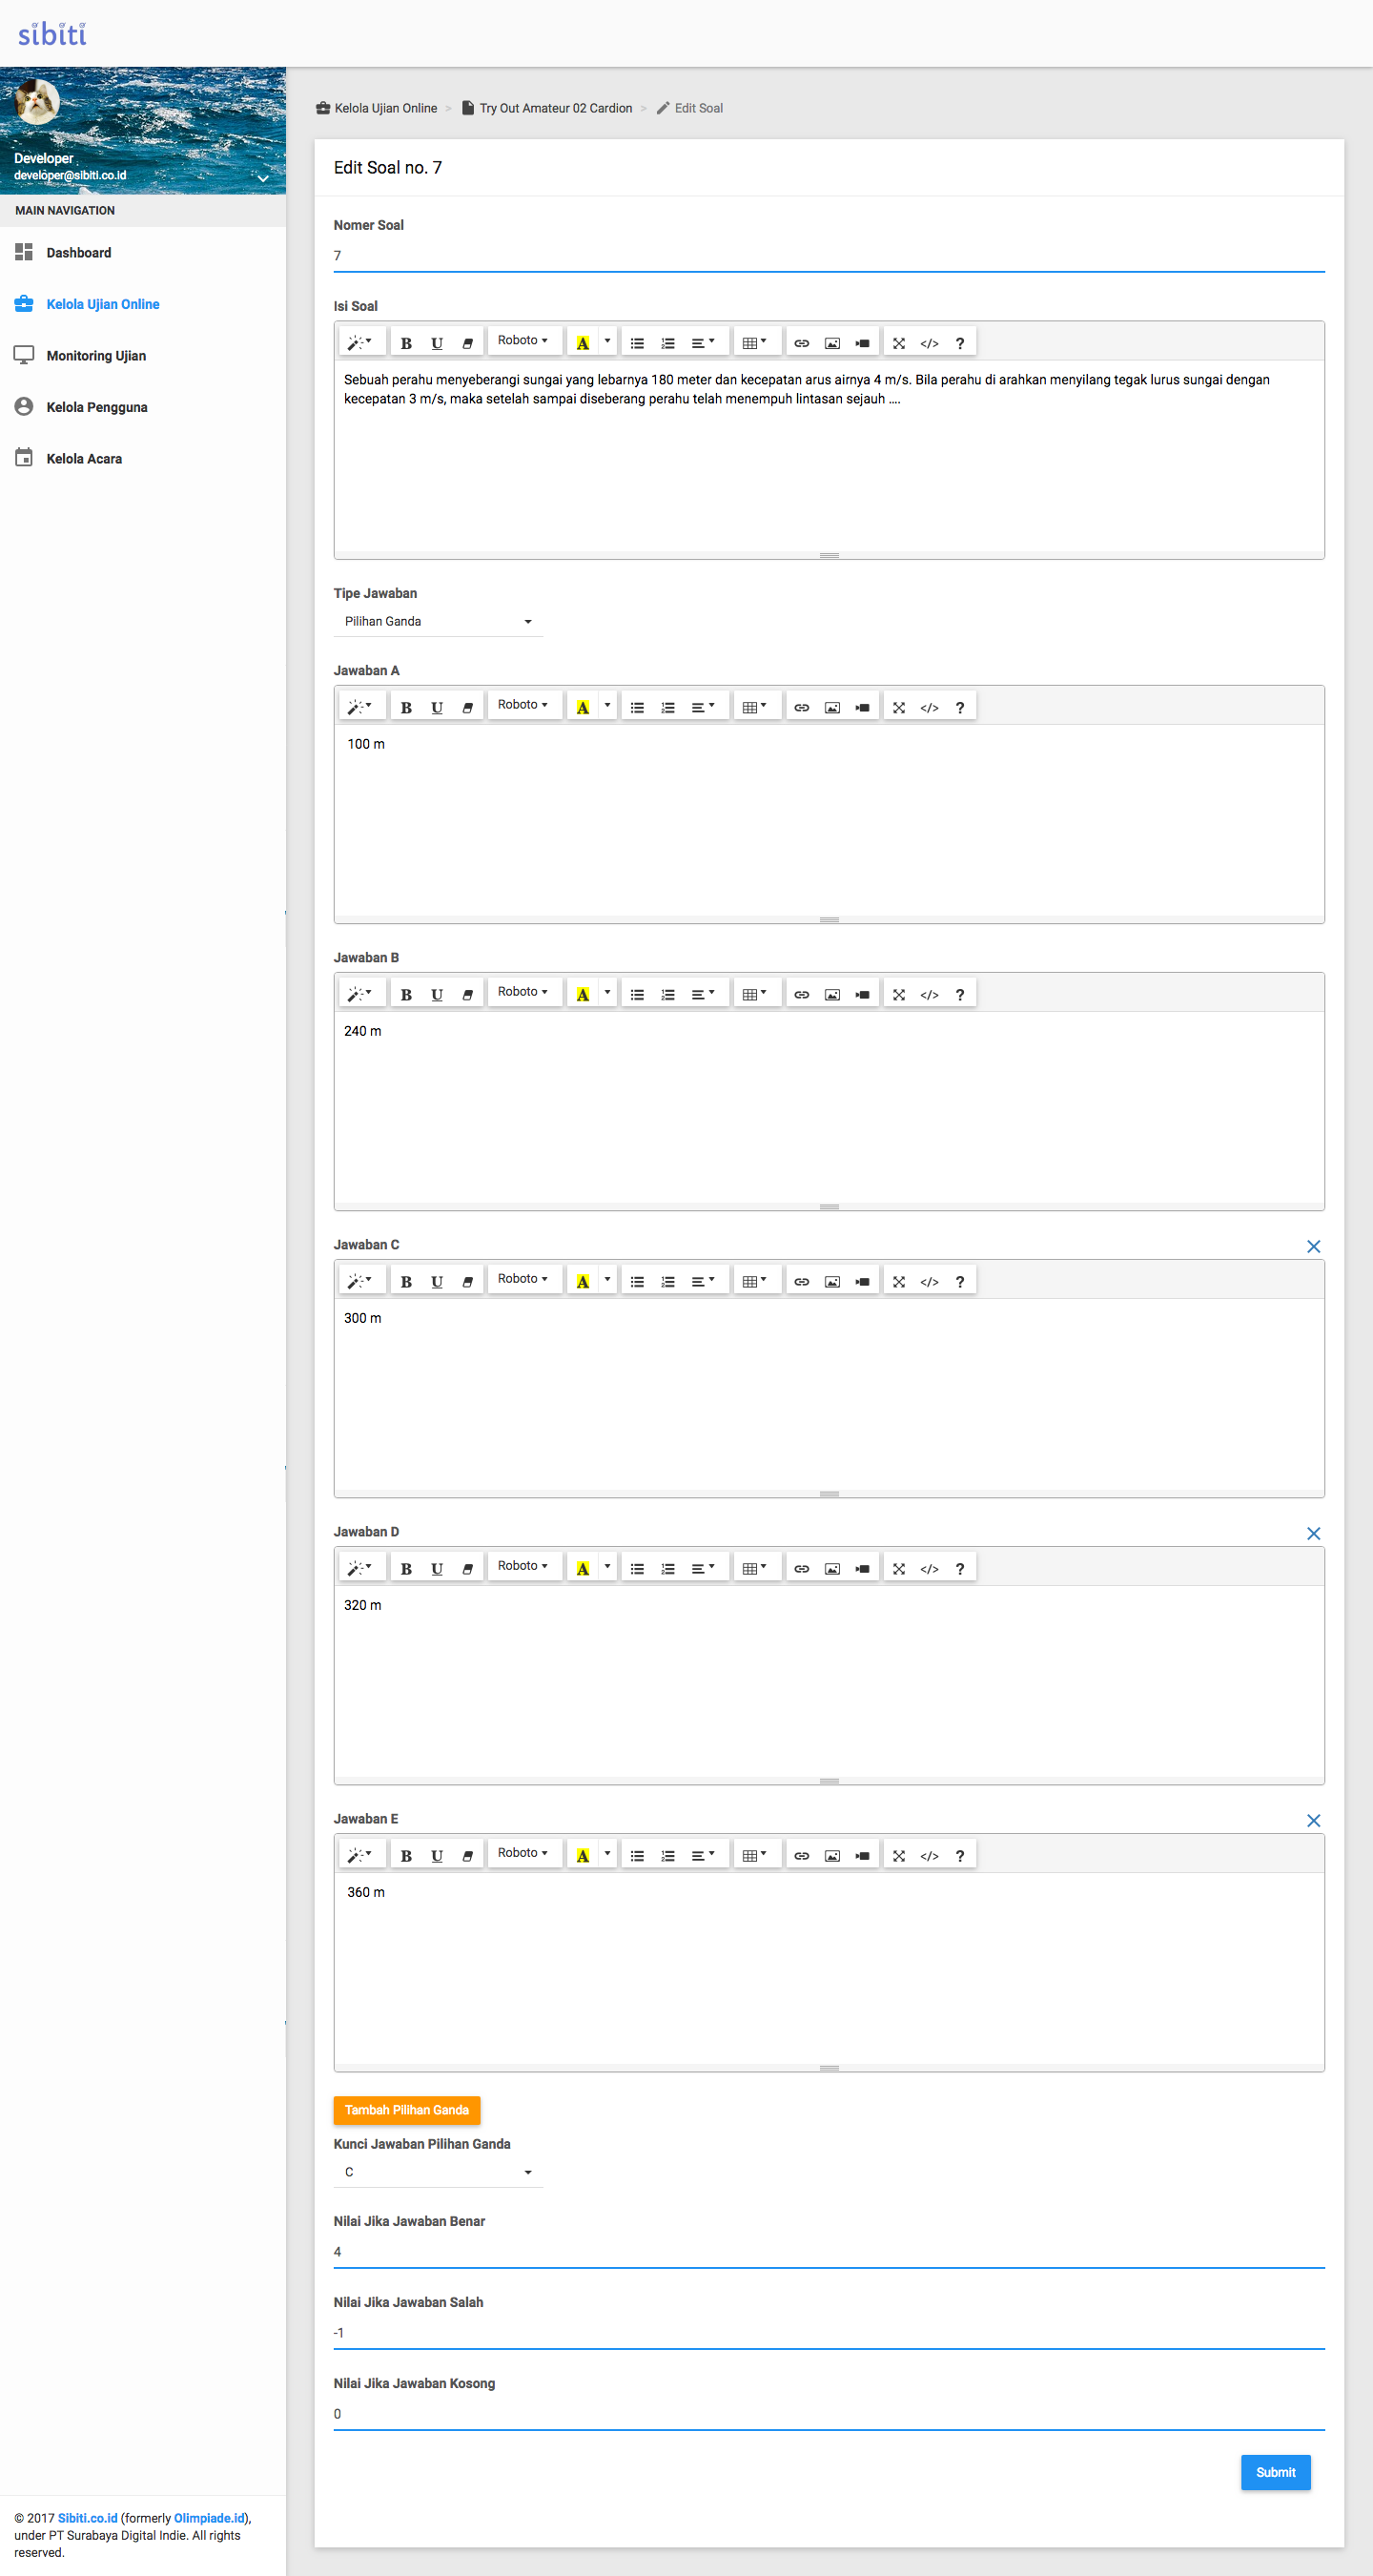 sibiti
Developer
developer@sibiti.co.id
MAIN NAVIGATION
Dashboard
Kelola Ujian Online
Monitoring Ujian
Kelola Pengguna
Kelola Acara
© 2017 Sibiti.co.id (formerly Olimpiade.id),
under PT Surabaya Digital Indie. All rights
reserved.
Kelola Ujian Online > Try Out Amateur 02 Cardion > Edit Soal
Edit Soal no. 7
Nomer Soal
7
Isi Soal
B U Roboto A </> ?
Sebuah perahu menyeberangi sungai yang lebarnya 180 meter dan kecepatan arus airnya 4 m/s. Bila perahu di arahkan menyilang tegak lurus sungai dengan
kecepatan 3 m/s, maka setelah sampai diseberang perahu telah menempuh lintasan sejauh ....
Tipe Jawaban
Pilihan Ganda
Jawaban A
B U Roboto A </> ?
100 m
Jawaban B
B U Roboto A </> ?
240 m
Jawaban C
B U Roboto A </> ?
300 m
Jawaban D
B U Roboto A </> ?
320 m
Jawaban E
B U Roboto A </> ?
360 m
Tambah Pilihan Ganda
Kunci Jawaban Pilihan Ganda
C
Nilai Jika Jawaban Benar
4
Nilai Jika Jawaban Salah
-1
Nilai Jika Jawaban Kosong
0
Submit